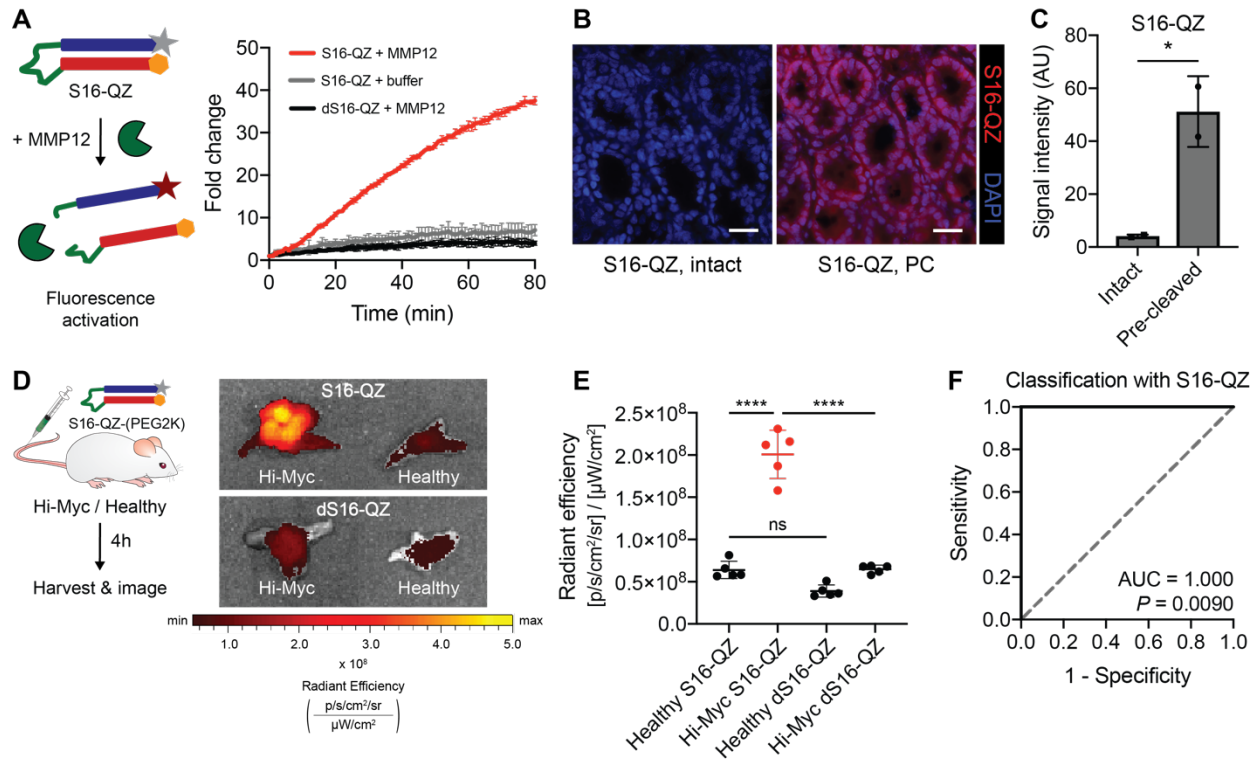 A
S16-QZ
+ MMP12
Fluorescence
activation
Fold change
50
40
30
20
10
0
S16-QZ + MMP12
S16-QZ + buffer
dS16-QZ + MMP12
0 20 40 60 80
Time (min)
B
S16-QZ DAPI
S16-QZ, intact
S16-QZ, PC
C
S16-QZ
*
Signal intensity (AU)
80
60
40
20
0
Intact
Pre-cleaved
D
S16-QZ-(PEG2K)
Hi-Myc / Healthy
4h
Harvest & image
S16-QZ
Hi-Myc
Healthy
dS16-QZ
Hi-Myc
Healthy
min
max
1.0 2.0 3.0 4.0 5.0
x 10⁸
Radiant Efficiency
(p/s/cm²/sr
µW/cm²)
E
Radiant efficiency
[p/s/cm²/sr] / [µW/cm²]
2.5×10⁸
2.0×10⁸
1.5×10⁸
1.0×10⁸
0.5×10⁸
0.0
**** ****
ns
Healthy S16-QZ
Hi-Myc S16-QZ
Healthy dS16-QZ
Hi-Myc dS16-QZ
F
Classification with S16-QZ
Sensitivity
1.0
0.8
0.6
0.4
0.2
0.0
AUC = 1.000
P = 0.0090
0.0 0.2 0.4 0.6 0.8 1.0
1 - Specificity